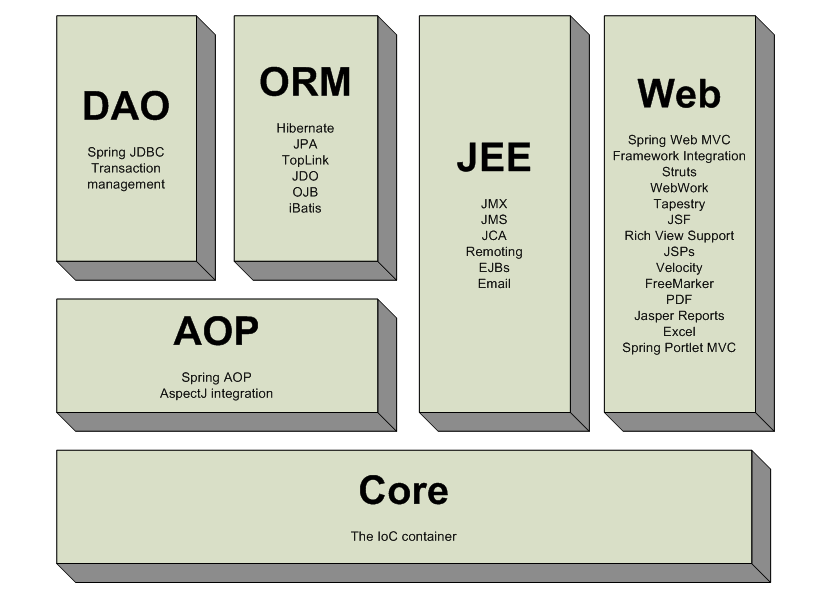 DAO
Spring JDBC
Transaction
management
ORM
Hibernate
JPA
TopLink
JDO
OJB
iBatis
JEE
JMX
JMS
JCA
Remoting
EJBs
Email
Web
Spring Web MVC
Framework Integration
Struts
WebWork
Tapestry
JSF
Rich View Support
JSPs
Velocity
FreeMarker
PDF
Jasper Reports
Excel
Spring Portlet MVC
AOP
Spring AOP
AspectJ integration
Core
The IoC container